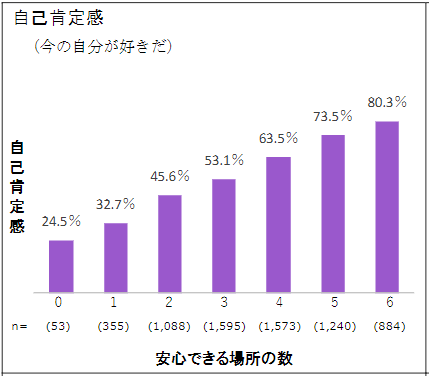 自己肯定感
(今の自分が好きだ)
80.3%
73.5%
63.5%
53.1%
45.6%
32.7%
24.5%
自己肯定感
0 1 2 3 4 5 6
n= (53) (355) (1,088) (1,595) (1,573) (1,240) (884)
安心できる場所の数